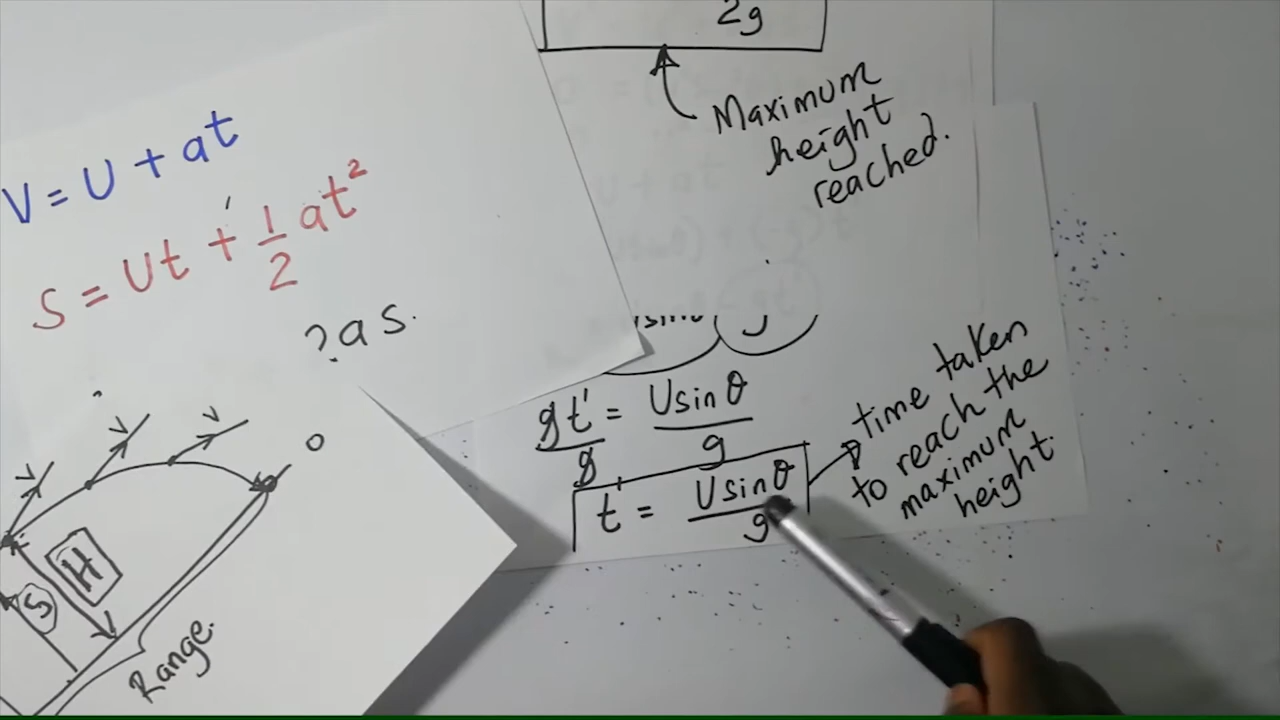 2g
Maximum
height
reached.
V = U + at
S = Ut + 1/2 at²
? a s.
gt' / g = Usinθ / g
t' = Usinθ / g
time taken
to reach the
maximum
height.
V
V
V
O
H
S
Range.